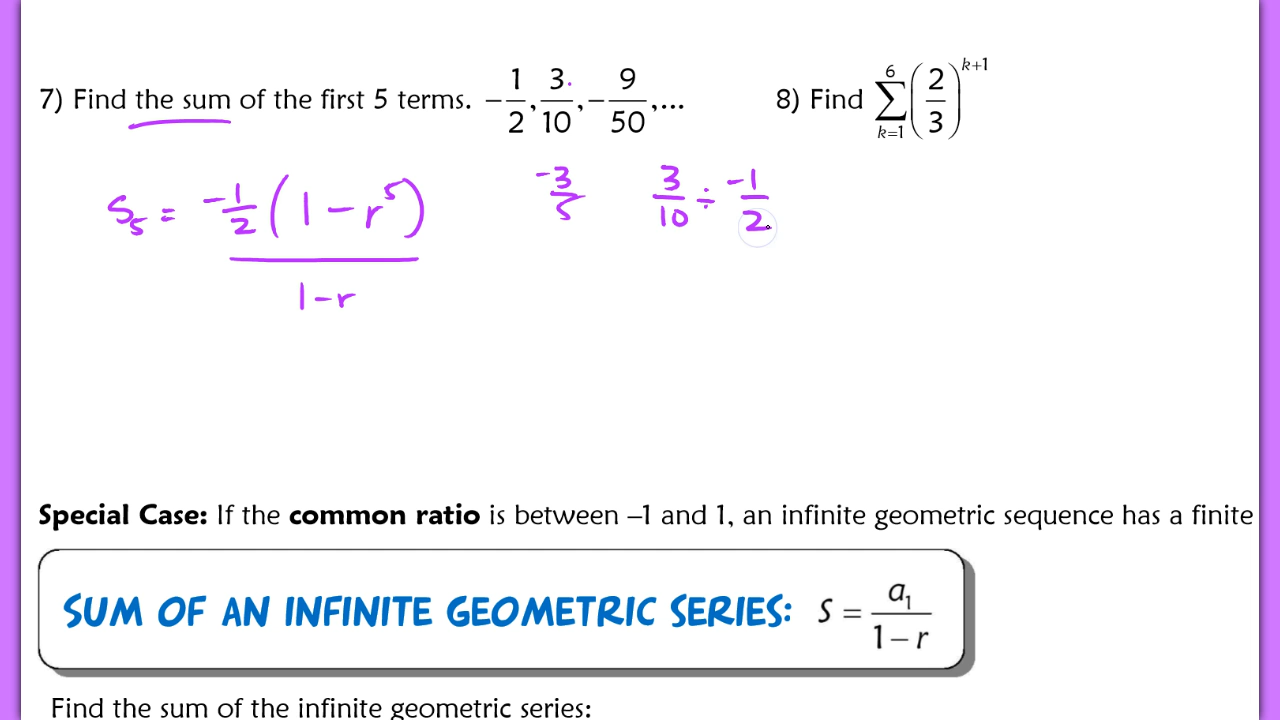 7) Find the sum of the first 5 terms. -1/2, 3/10, -9/50, ...
8) Find ∑_{k=1}^{6} (2/3)^{k+1}
S₅ = -1/2 (1 - r⁵) / 1 - r
-3/5
3/10 ÷ -1/2
Special Case: If the common ratio is between –1 and 1, an infinite geometric sequence has a finite
SUM OF AN INFINITE GEOMETRIC SERIES: S = a₁ / 1 - r
Find the sum of the infinite geometric series: